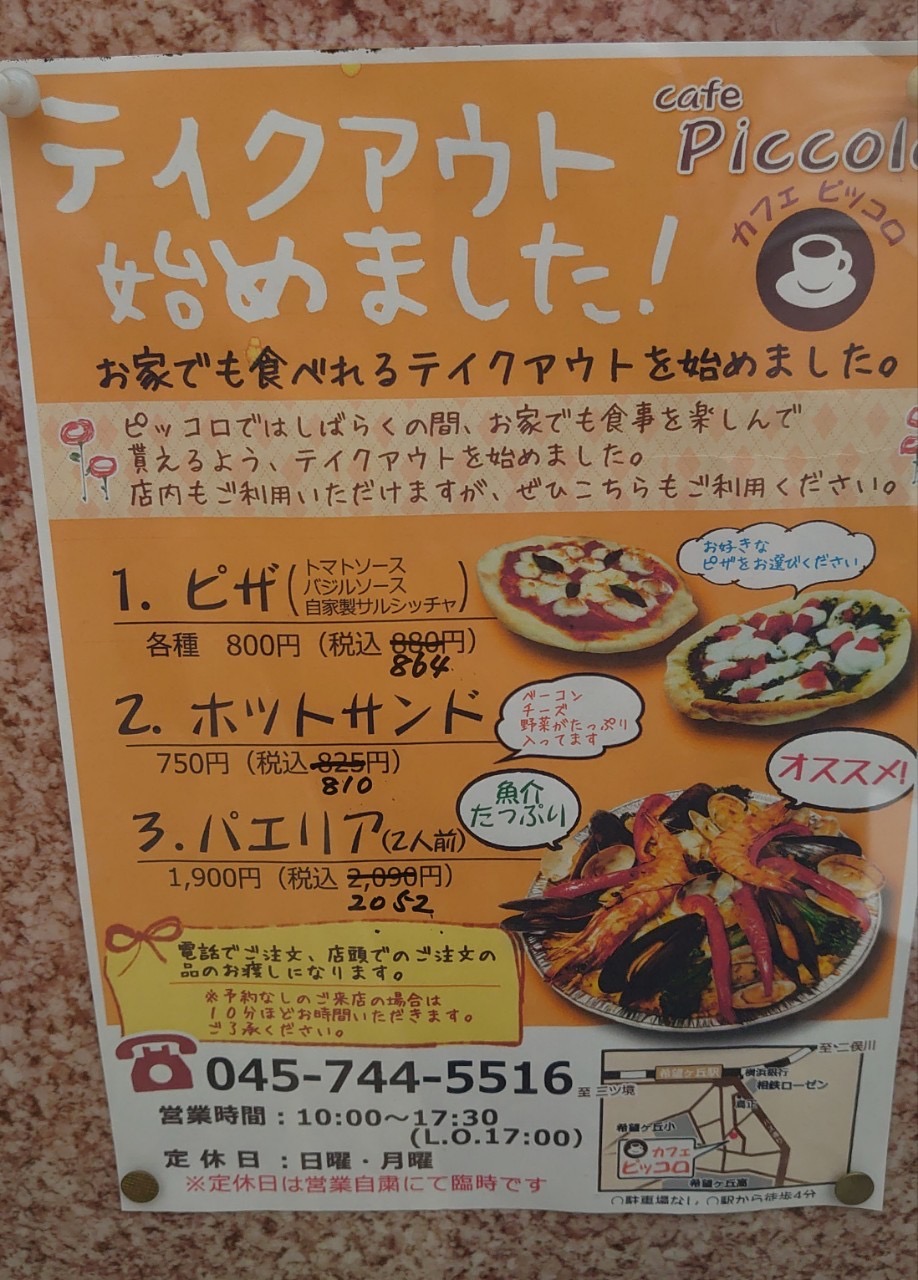 テイクアウト
始めました!
cafe
Piccol
カフェ ピッコロ
お家でも食べれるテイクアウトを始めました。
ピッコロではしばらくの間、お家でも食事を楽しんで
貰えるよう、テイクアウトを始めました。
店内もご利用いただけますが、ぜひこちらもご利用ください。
1. ピザ(トマトソース
バジルソース
自家製サルシッチャ)
各種 800円(税込 880円)
864
お好きな
ピザをお選びください
2. ホットサンド
750円(税込 825円)
810
ベーコン
チーズ
野菜がたっぷり
入ってます
3. パエリア(2人前)
1,900円(税込 2,090円)
2052
魚介
たっぷり
オススメ!
電話でご注文、店頭でのご注文の
品のお渡しになります。
※予約なしのご来店の場合は
10分ほどお時間いただきます。
ご了承ください。
045-744-5516
営業時間:10:00~17:30
(L.O.17:00)
定休日:日曜・月曜
※定休日は営業自粛にて臨時です
至 二俣川
希望ヶ丘駅
横浜銀行
至 三ツ境
相鉄ローゼン
希望ヶ丘小
カフェ
ピッコロ
希望ヶ丘高
○駐車場なし ○駅から徒歩4分